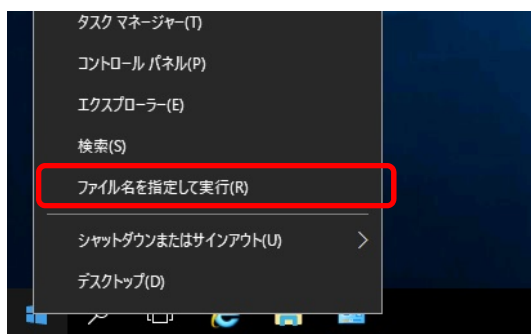 タスク マネージャー(T)
コントロール パネル(P)
エクスプローラー(E)
検索(S)
ファイル名を指定して実行(R)
シャットダウンまたはサインアウト(U)
デスクトップ(D)